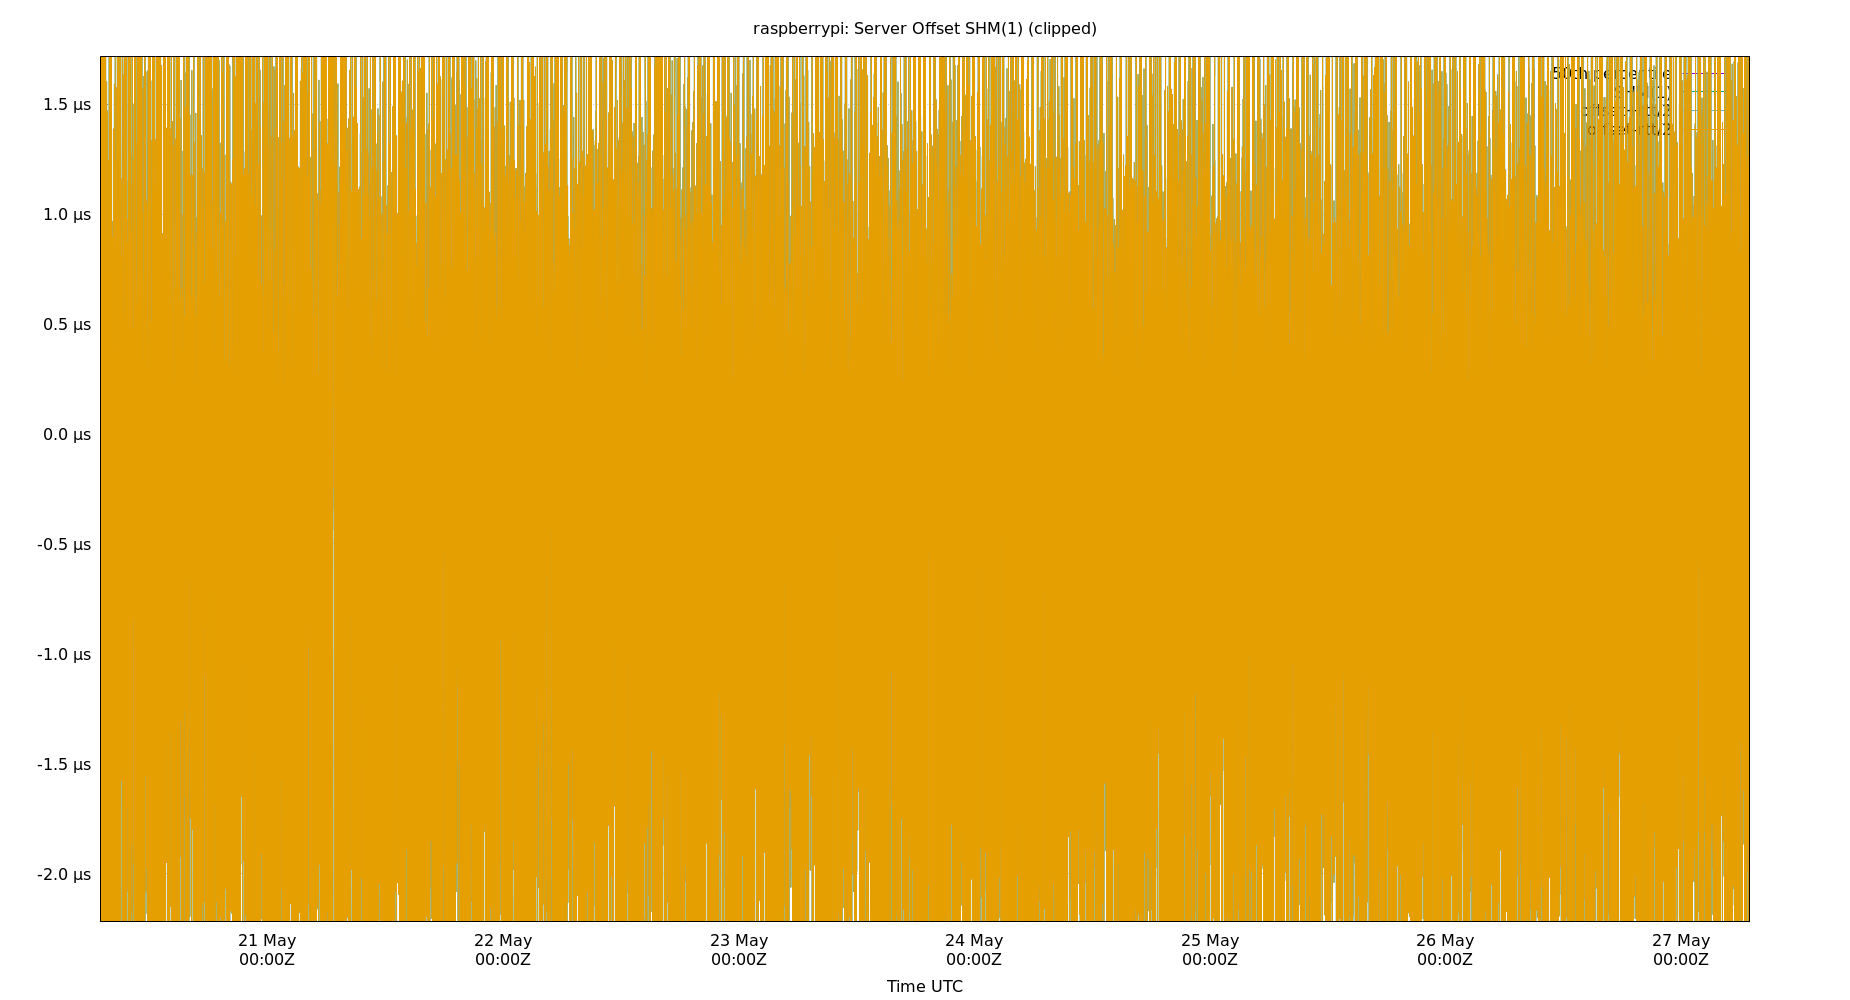 raspberrypi: Server Offset SHM(1) (clipped)
1.5 µs
1.0 µs
0.5 µs
0.0 µs
-0.5 µs
-1.0 µs
-1.5 µs
-2.0 µs
21 May
00:00Z
22 May
00:00Z
23 May
00:00Z
24 May
00:00Z
25 May
00:00Z
26 May
00:00Z
27 May
00:00Z
Time UTC